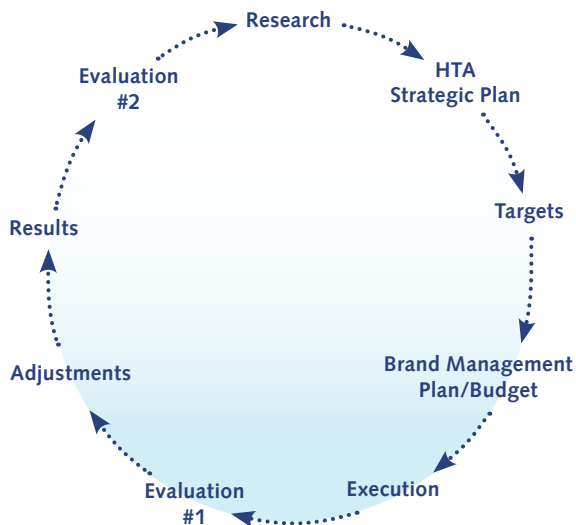 Research
HTA
Strategic Plan
Targets
Brand Management
Plan/Budget
Execution
Evaluation
#1
Adjustments
Results
Evaluation
#2